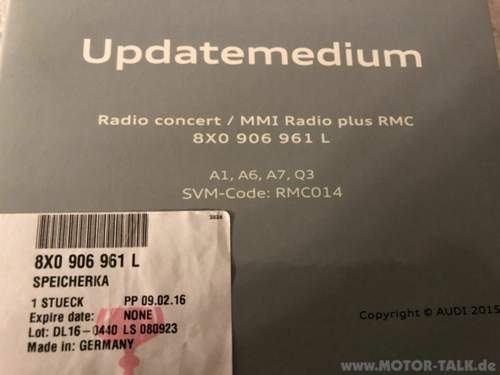 Updatemedium
Radio concert / MMI Radio plus RMC
8X0 906 961 L
A1, A6, A7, Q3
SVM-Code: RMC014
8X0 906 961 L
SPEICHERKA
1 STUECK PP 09.02.16
Expire date: NONE
Lot: DL16-0440 LS 080923
Made in: GERMANY
Copyright © AUDI 2015
www.MOTOR-TALK.de